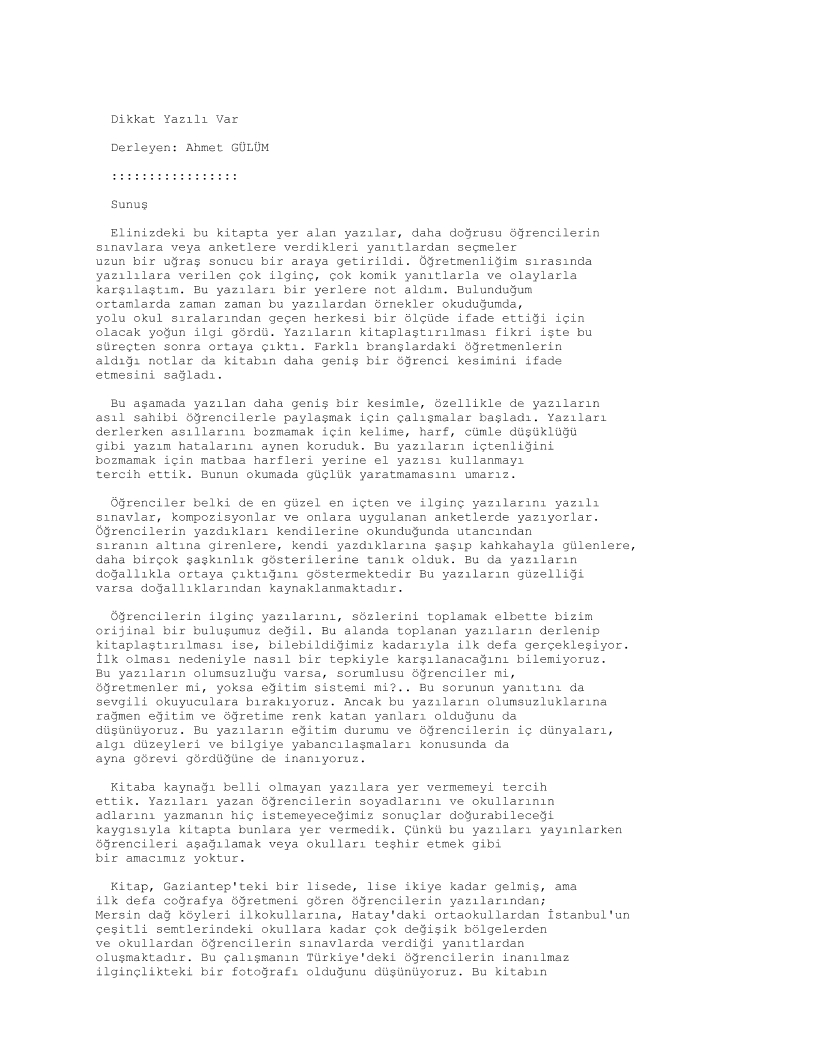 Dikkat Yazılı Var
Derleyen: Ahmet GÜLÜM
:::::::::::::::::
Sunuş
Elinizdeki bu kitapta yer alan yazılar, daha doğrusu öğrencilerin
sınavlara veya anketlere verdikleri yanıtlardan seçmeler
uzun bir uğraş sonucu bir araya getirildi. Öğretmenliğim sırasında
yazılılara verilen çok ilginç, çok komik yanıtlarla ve olaylarla
karşılaştım. Bu yazıları bir yerlere not aldım. Bulunduğum
ortamlarda zaman zaman bu yazılardan örnekler okuduğumda,
yolu okul sıralarından geçen herkesi bir ölçüde ifade ettiği için
olacak yoğun ilgi gördü. Yazıların kitaplaştırılması fikri işte bu
süreçten sonra ortaya çıktı. Farklı branşlardaki öğretmenlerin
aldığı notlar da kitabın daha geniş bir öğrenci kesimini ifade
etmesini sağladı.
Bu aşamada yazılan daha geniş bir kesimle, özellikle de yazıların
asıl sahibi öğrencilerle paylaşmak için çalışmalar başladı. Yazıları
derlerken asıllarını bozmamak için kelime, harf, cümle düşüklüğü
gibi yazım hatalarını aynen koruduk. Bu yazıların içtenliğini
bozmamak için matbaa harfleri yerine el yazısı kullanmayı
tercih ettik. Bunun okumada güçlük yaratmamasını umarız.
Öğrenciler belki de en güzel en içten ve ilginç yazılarını yazılı
sınavlar, kompozisyonlar ve onlara uygulanan anketlerde yazıyorlar.
Öğrencilerin yazdıkları kendilerine okunduğunda utancından
sıranın altına girenlere, kendi yazdıklarına şaşıp kahkahayla gülenlere,
daha birçok şaşkınlık gösterilerine tanık olduk. Bu da yazıların
doğallıkla ortaya çıktığını göstermektedir Bu yazıların güzelliği
varsa doğallıklarından kaynaklanmaktadır.
Öğrencilerin ilginç yazılarını, sözlerini toplamak elbette bizim
orijinal bir buluşumuz değil. Bu alanda toplanan yazıların derlenip
kitaplaştırılması ise, bilebildiğimiz kadarıyla ilk defa gerçekleşiyor.
İlk olması nedeniyle nasıl bir tepkiyle karşılanacağını bilemiyoruz.
Bu yazıların olumsuzluğu varsa, sorumlusu öğrenciler mi,
öğretmenler mi, yoksa eğitim sistemi mi?.. Bu sorunun yanıtını da
sevgili okuyuculara bırakıyoruz. Ancak bu yazıların olumsuzluklarına
rağmen eğitim ve öğretime renk katan yanları olduğunu da
düşünüyoruz. Bu yazıların eğitim durumu ve öğrencilerin iç dünyaları,
algı düzeyleri ve bilgiye yabancılaşmaları konusunda da
ayna görevi gördüğüne de inanıyoruz.
Kitaba kaynağı belli olmayan yazılara yer vermemeyi tercih
ettik. Yazıları yazan öğrencilerin soyadlarını ve okullarının
adlarını yazmanın hiç istemeyeceğimiz sonuçlar doğurabileceği
kaygısıyla kitapta bunlara yer vermedik. Çünkü bu yazıları yayınlarken
öğrencileri aşağılamak veya okulları teşhir etmek gibi
bir amacımız yoktur.
Kitap, Gaziantep'teki bir lisede, lise ikiye kadar gelmiş, ama
ilk defa coğrafya öğretmeni gören öğrencilerin yazılarından;
Mersin dağ köyleri ilkokullarına, Hatay'daki ortaokullardan İstanbul'un
çeşitli semtlerindeki okullara kadar çok değişik bölgelerden
ve okullardan öğrencilerin sınavlarda verdiği yanıtlardan
oluşmaktadır. Bu çalışmanın Türkiye'deki öğrencilerin inanılmaz
ilginçlikteki bir fotoğrafı olduğunu düşünüyoruz. Bu kitabın